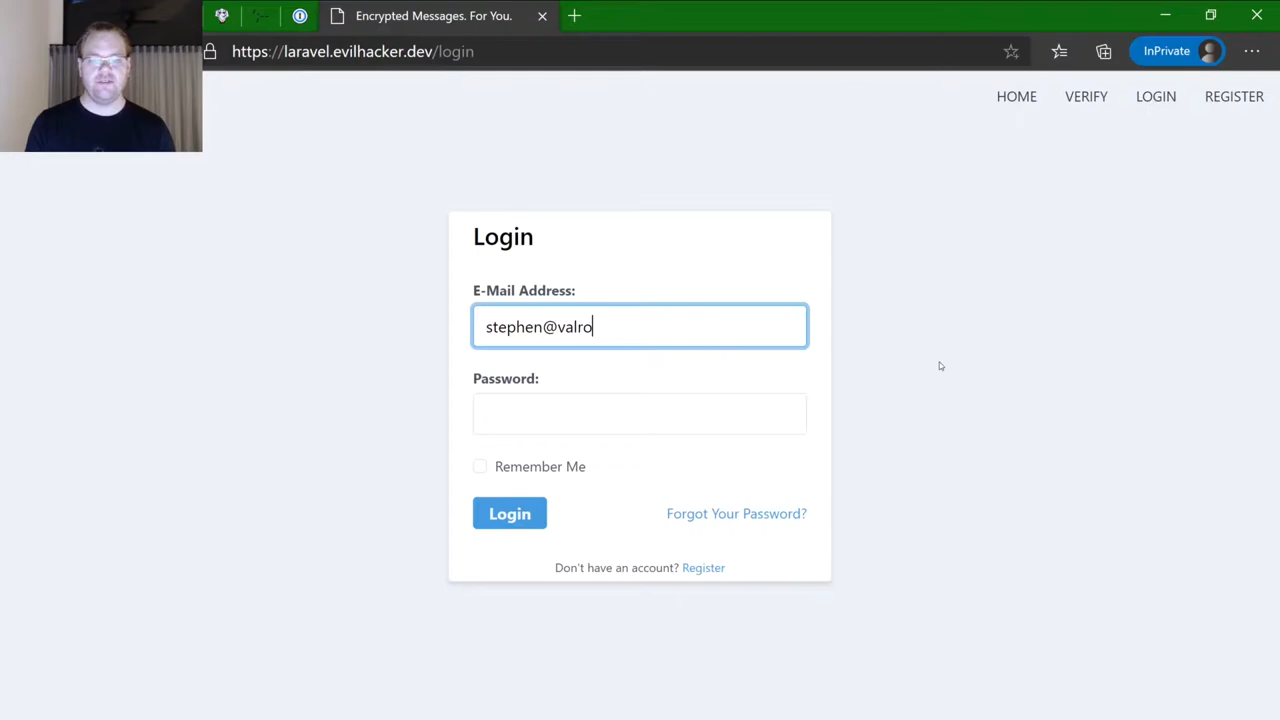 Encrypted Messages. For You.
https://laravel.evilhacker.dev/login
InPrivate
HOME VERIFY LOGIN REGISTER
Login
E-Mail Address:
stephen@valro
Password:
Remember Me
Login Forgot Your Password?
Don't have an account? Register